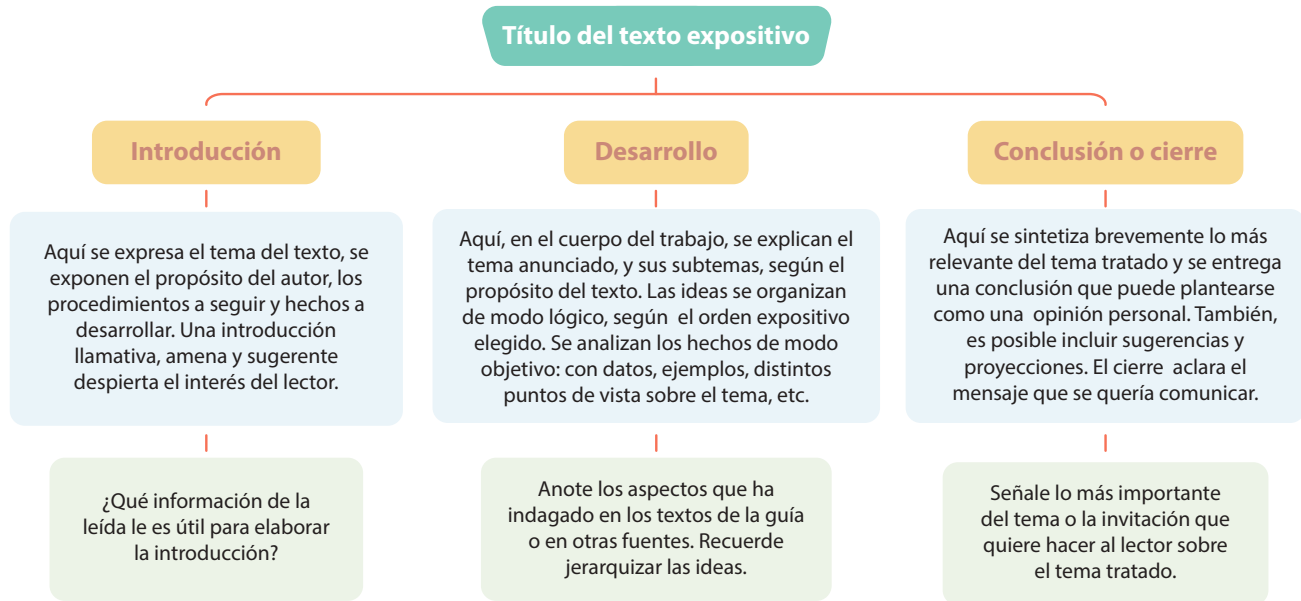 Título del texto expositivo
Introducción
Aquí se expresa el tema del texto, se
exponen el propósito del autor, los
procedimientos a seguir y hechos a
desarrollar. Una introducción
llamativa, amena y sugerente
despierta el interés del lector.
¿Qué información de la
leída le es útil para elaborar
la introducción?
Desarrollo
Aquí, en el cuerpo del trabajo, se explican el
tema anunciado, y sus subtemas, según el
propósito del texto. Las ideas se organizan
de modo lógico, según el orden expositivo
elegido. Se analizan los hechos de modo
objetivo: con datos, ejemplos, distintos
puntos de vista sobre el tema, etc.
Anote los aspectos que ha
indagado en los textos de la guía
o en otras fuentes. Recuerde
jerarquizar las ideas.
Conclusión o cierre
Aquí se sintetiza brevemente lo más
relevante del tema tratado y se entrega
una conclusión que puede plantearse
como una opinión personal. También,
es posible incluir sugerencias y
proyecciones. El cierre aclara el
mensaje que se quería comunicar.
Señale lo más importante
del tema o la invitación que
quiere hacer al lector sobre
el tema tratado.